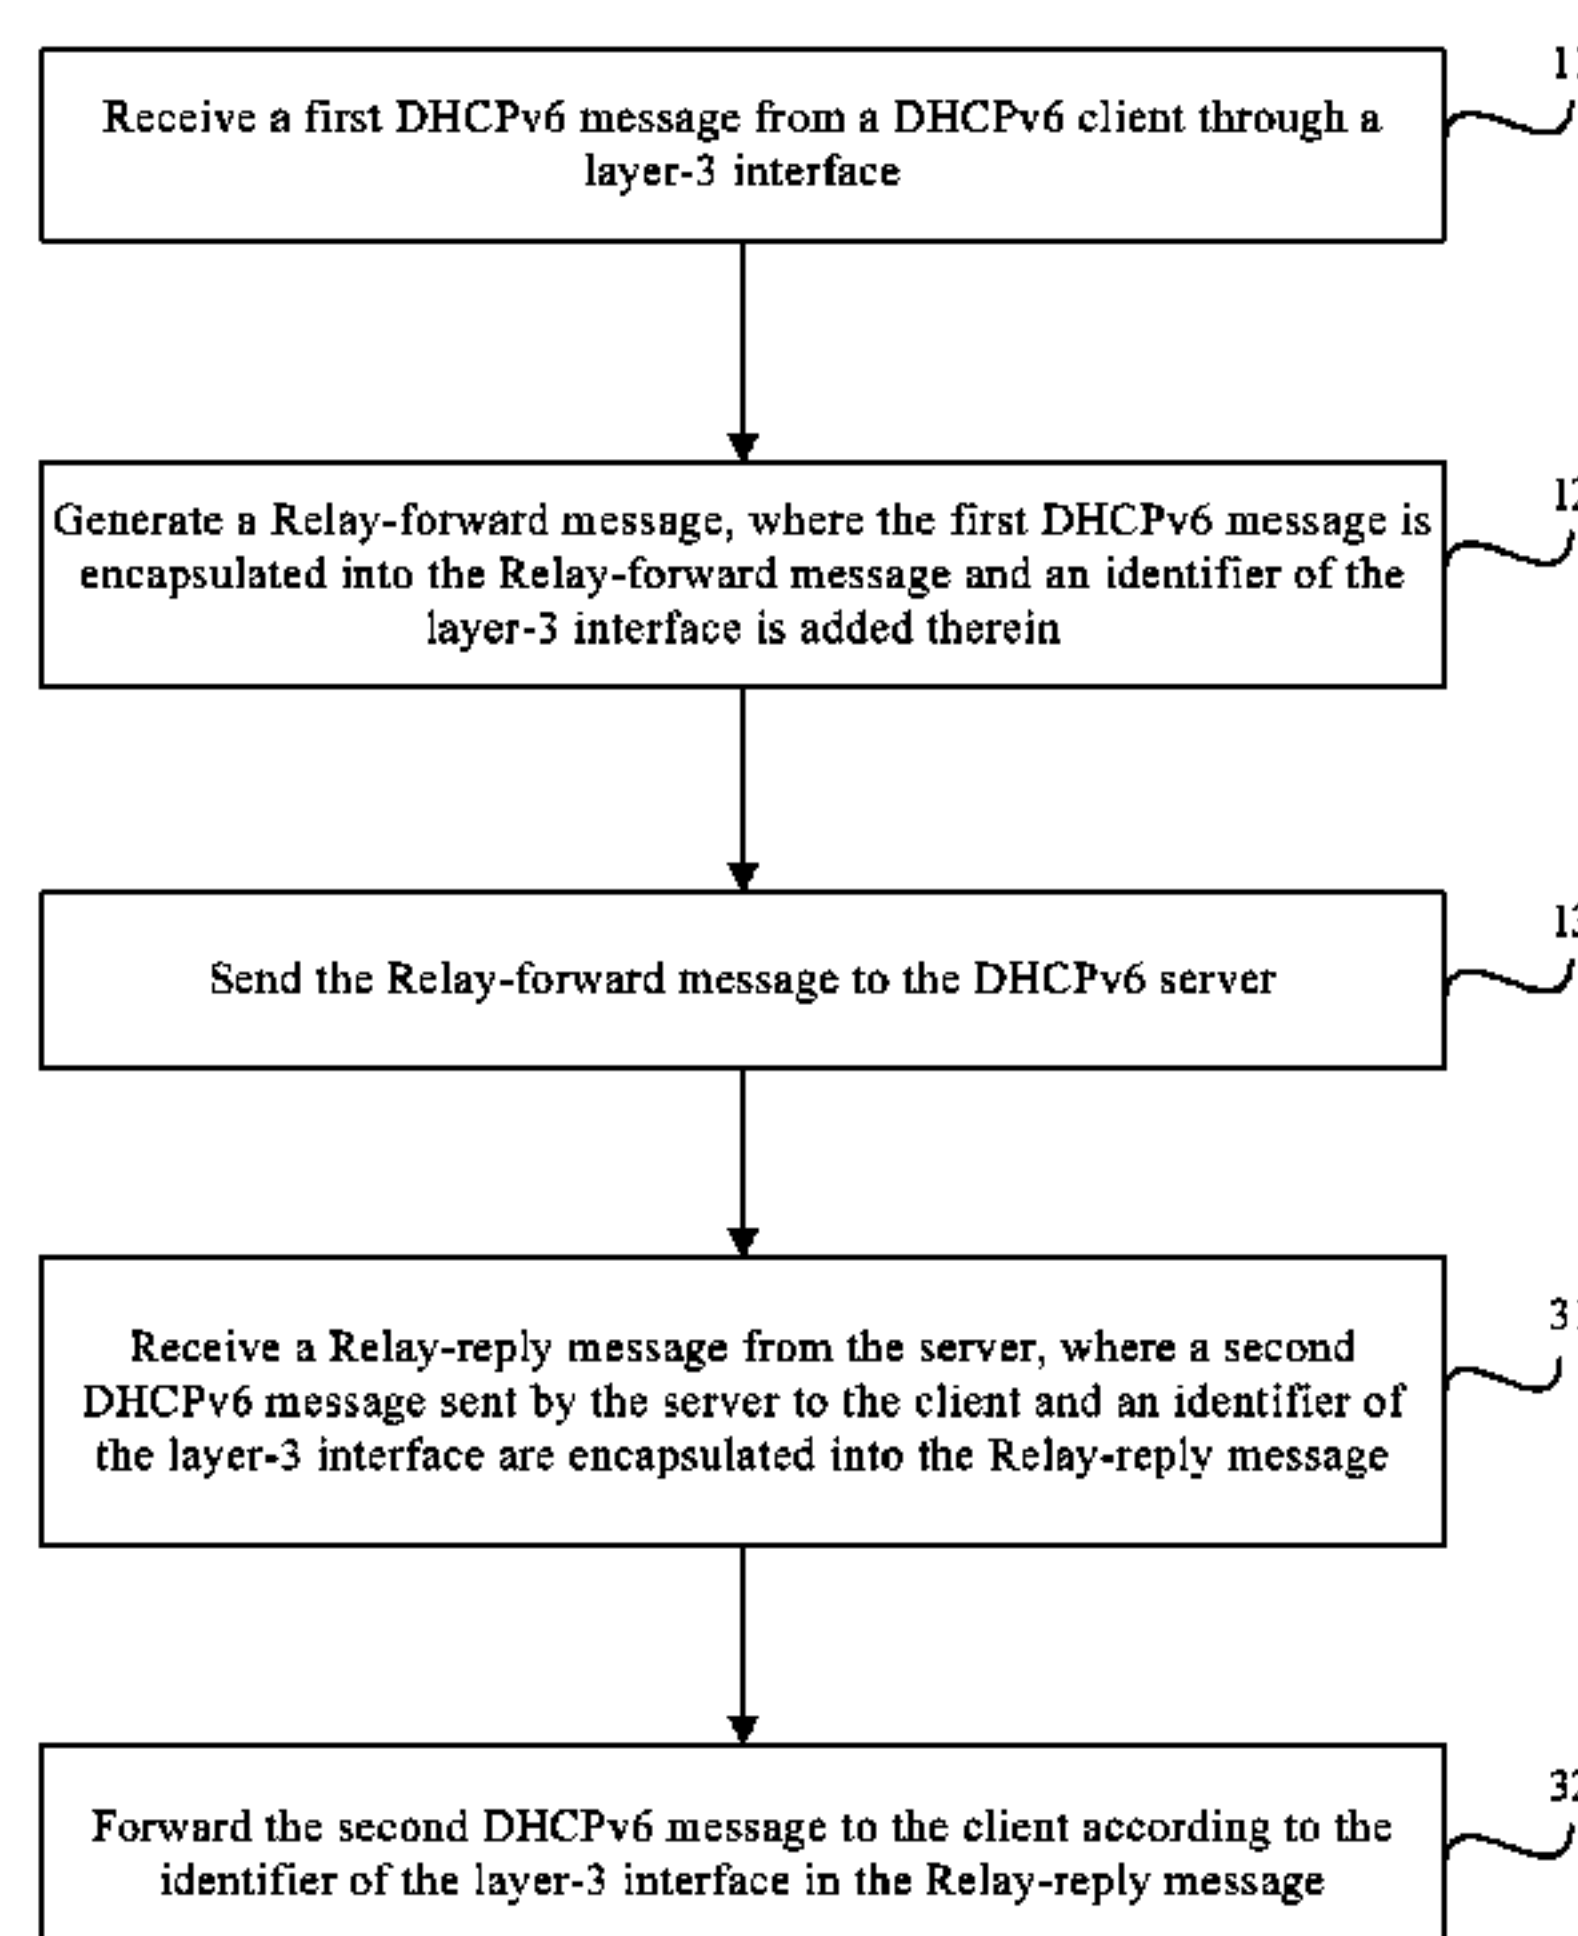 11
Receive a first DHCPv6 message from a DHCPv6 client through a
layer-3 interface
12
Generate a Relay-forward message, where the first DHCPv6 message is
encapsulated into the Relay-forward message and an identifier of the
layer-3 interface is added therein
13
Send the Relay-forward message to the DHCPv6 server
31
Receive a Relay-reply message from the server, where a second
DHCPv6 message sent by the server to the client and an identifier of
the layer-3 interface are encapsulated into the Relay-reply message
32
Forward the second DHCPv6 message to the client according to the
identifier of the layer-3 interface in the Relay-reply message